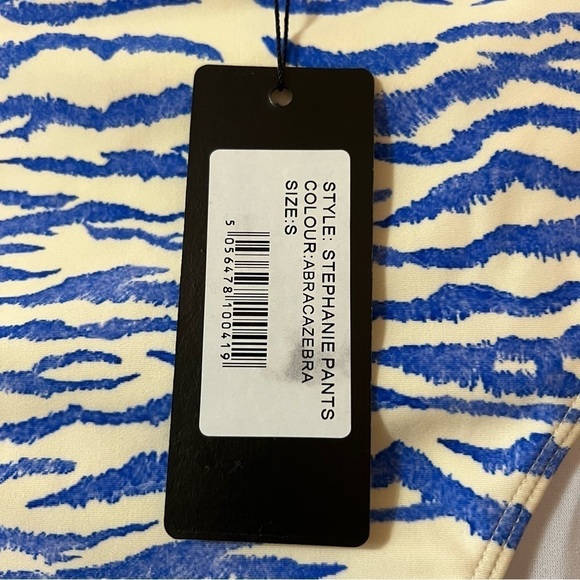 STYLE: STEPHANIE PANTS
COLOUR:ABRACAZEBRA
SIZE:S
5 056478 100419